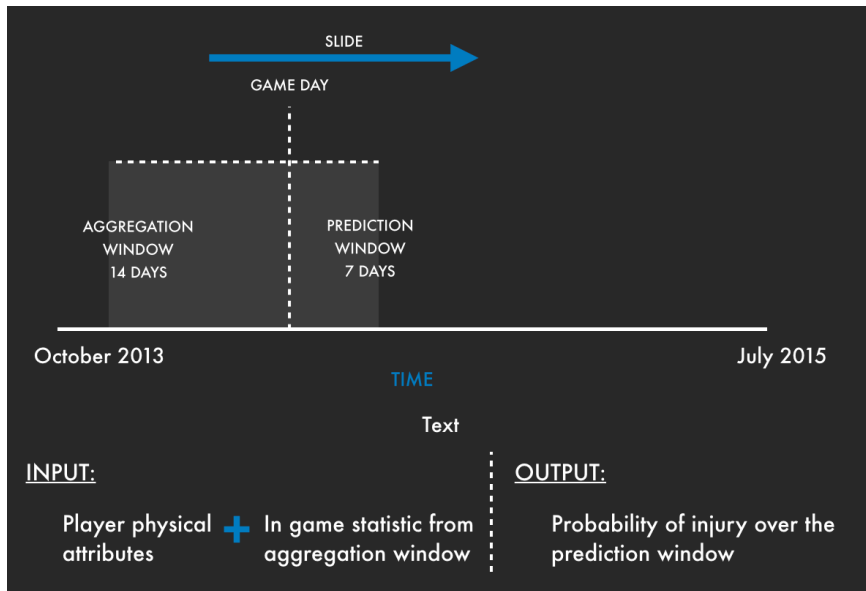 SLIDE
GAME DAY
AGGREGATION
WINDOW
14 DAYS
PREDICTION
WINDOW
7 DAYS
October 2013
July 2015
TIME
Text
INPUT:
Player physical
attributes
+
In game statistic from
aggregation window
OUTPUT:
Probability of injury over the
prediction window